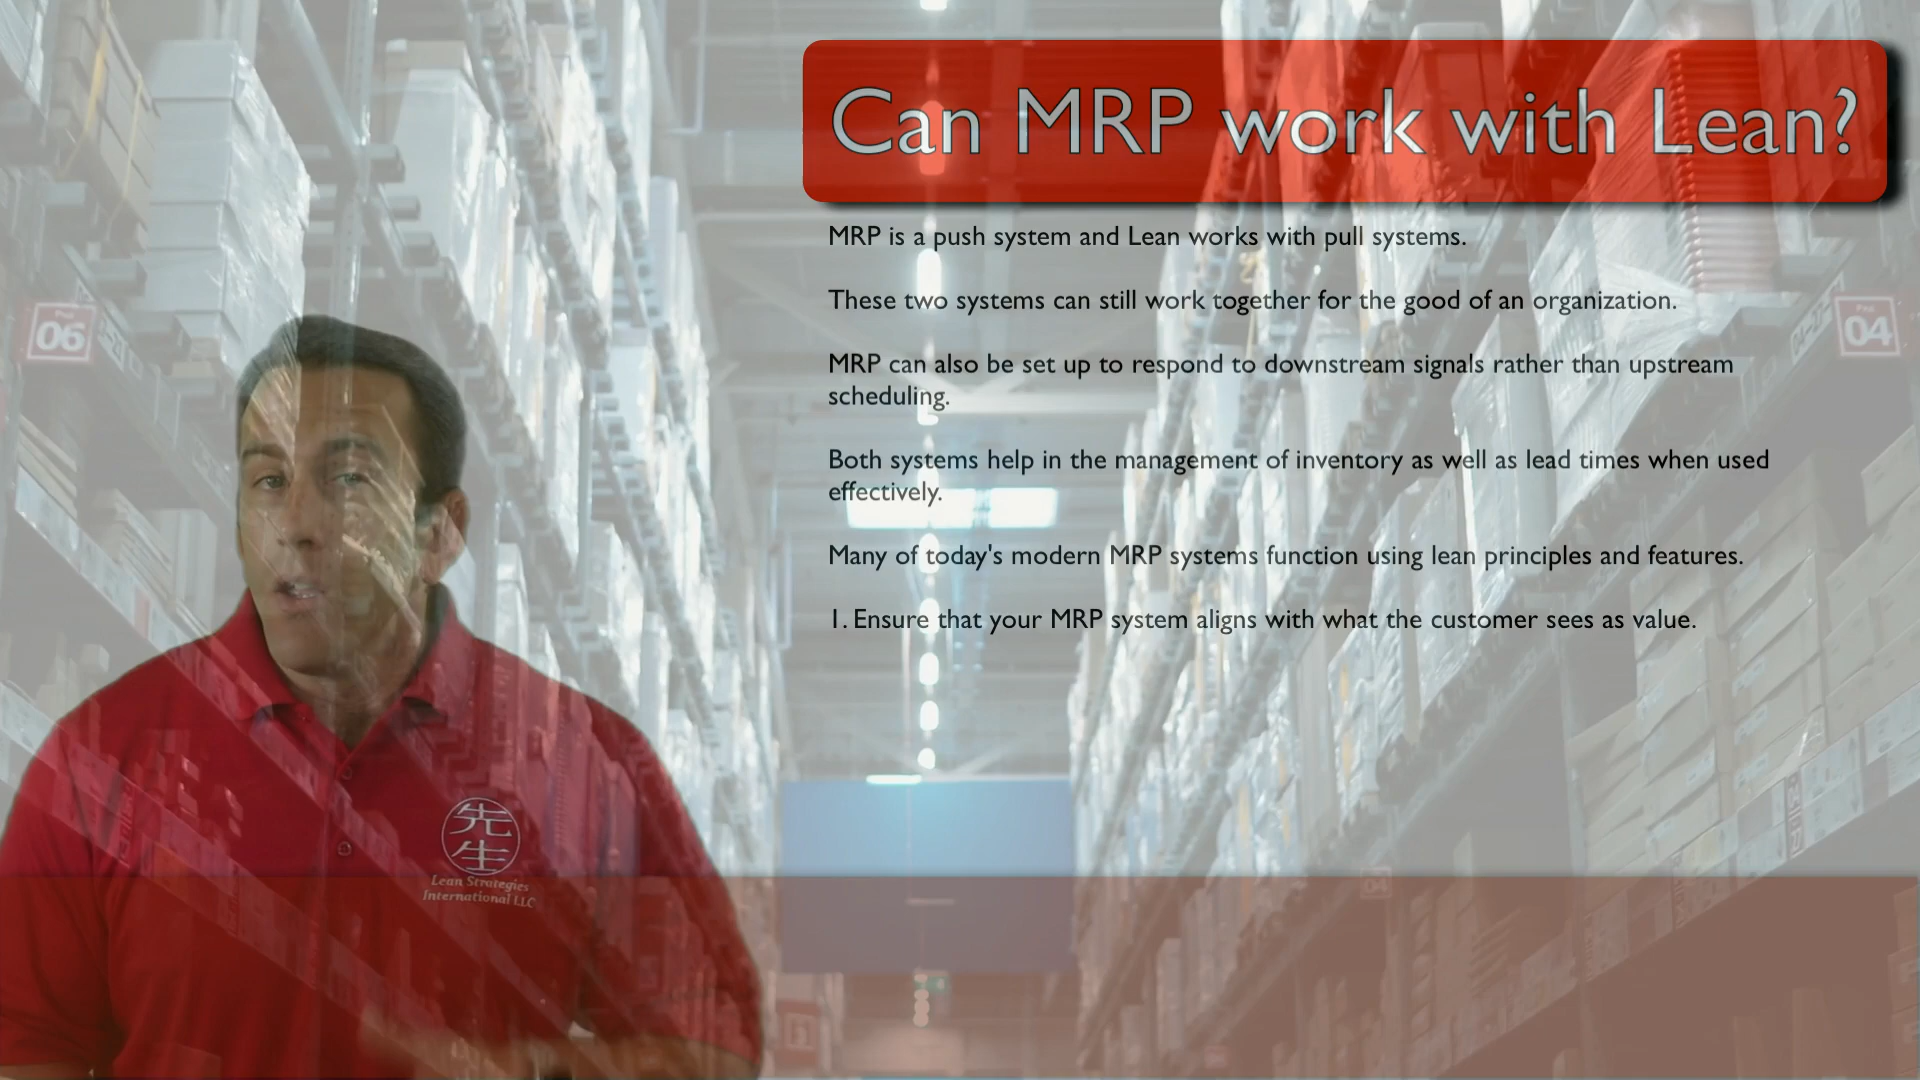 Can MRP work with Lean?
MRP is a push system and Lean works with pull systems.
These two systems can still work together for the good of an organization.
MRP can also be set up to respond to downstream signals rather than upstream
scheduling.
Both systems help in the management of inventory as well as lead times when used
effectively.
Many of today's modern MRP systems function using lean principles and features.
1. Ensure that your MRP system aligns with what the customer sees as value.
06
04
先
生
Lean Strategies
International LLC
04